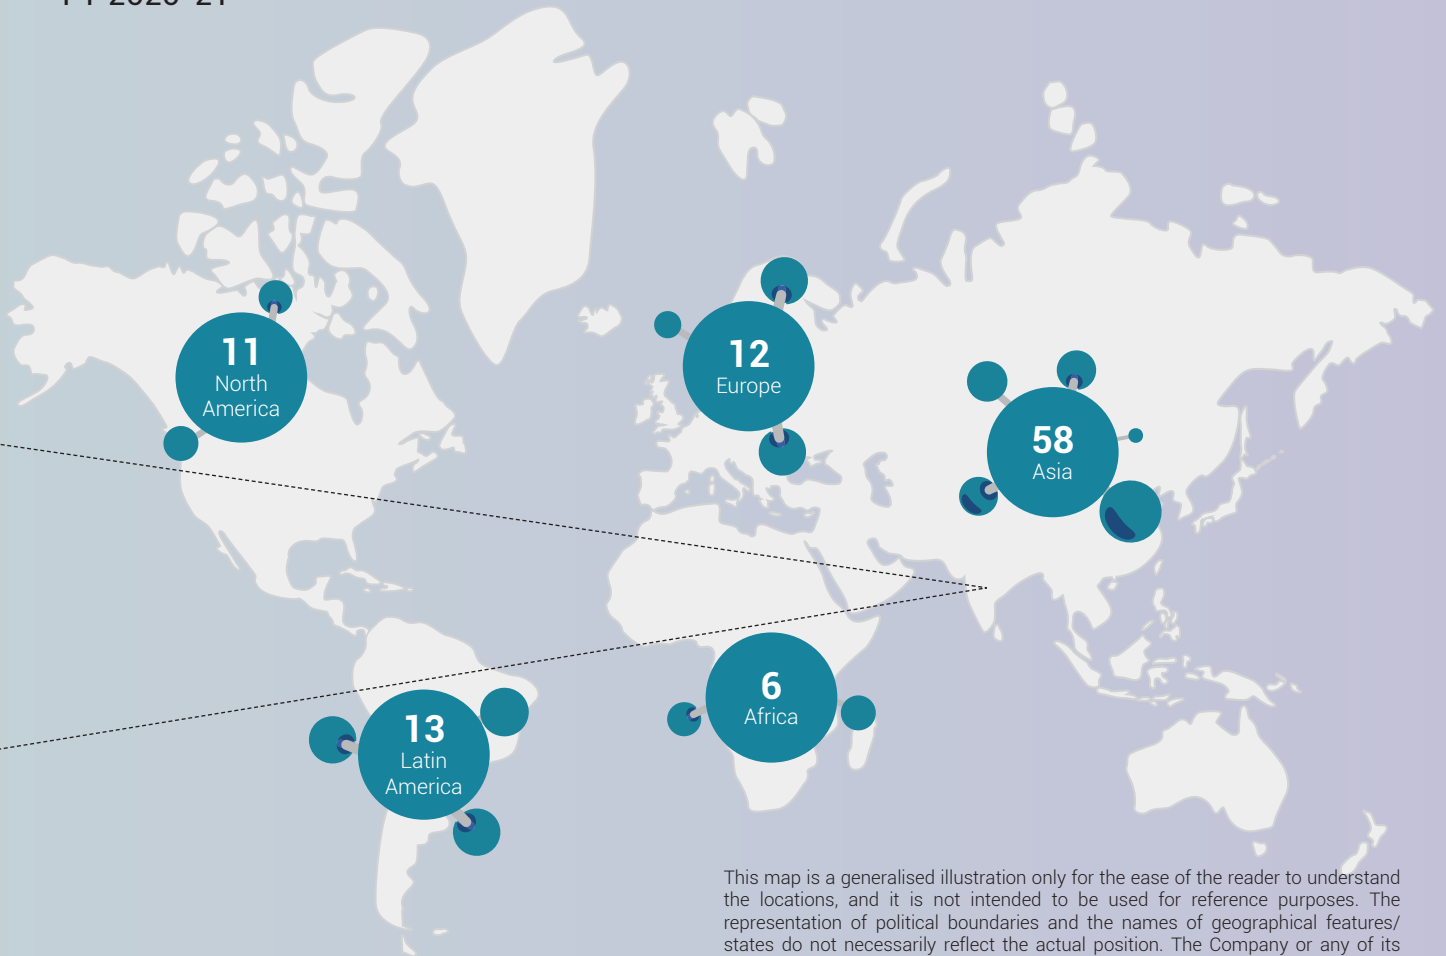 FY 2020-21
11
North
America
12
Europe
58
Asia
6
Africa
13
Latin
America
This map is a generalised illustration only for the ease of the reader to understand
the locations, and it is not intended to be used for reference purposes. The
representation of political boundaries and the names of geographical features/
states do not necessarily reflect the actual position. The Company or any of its